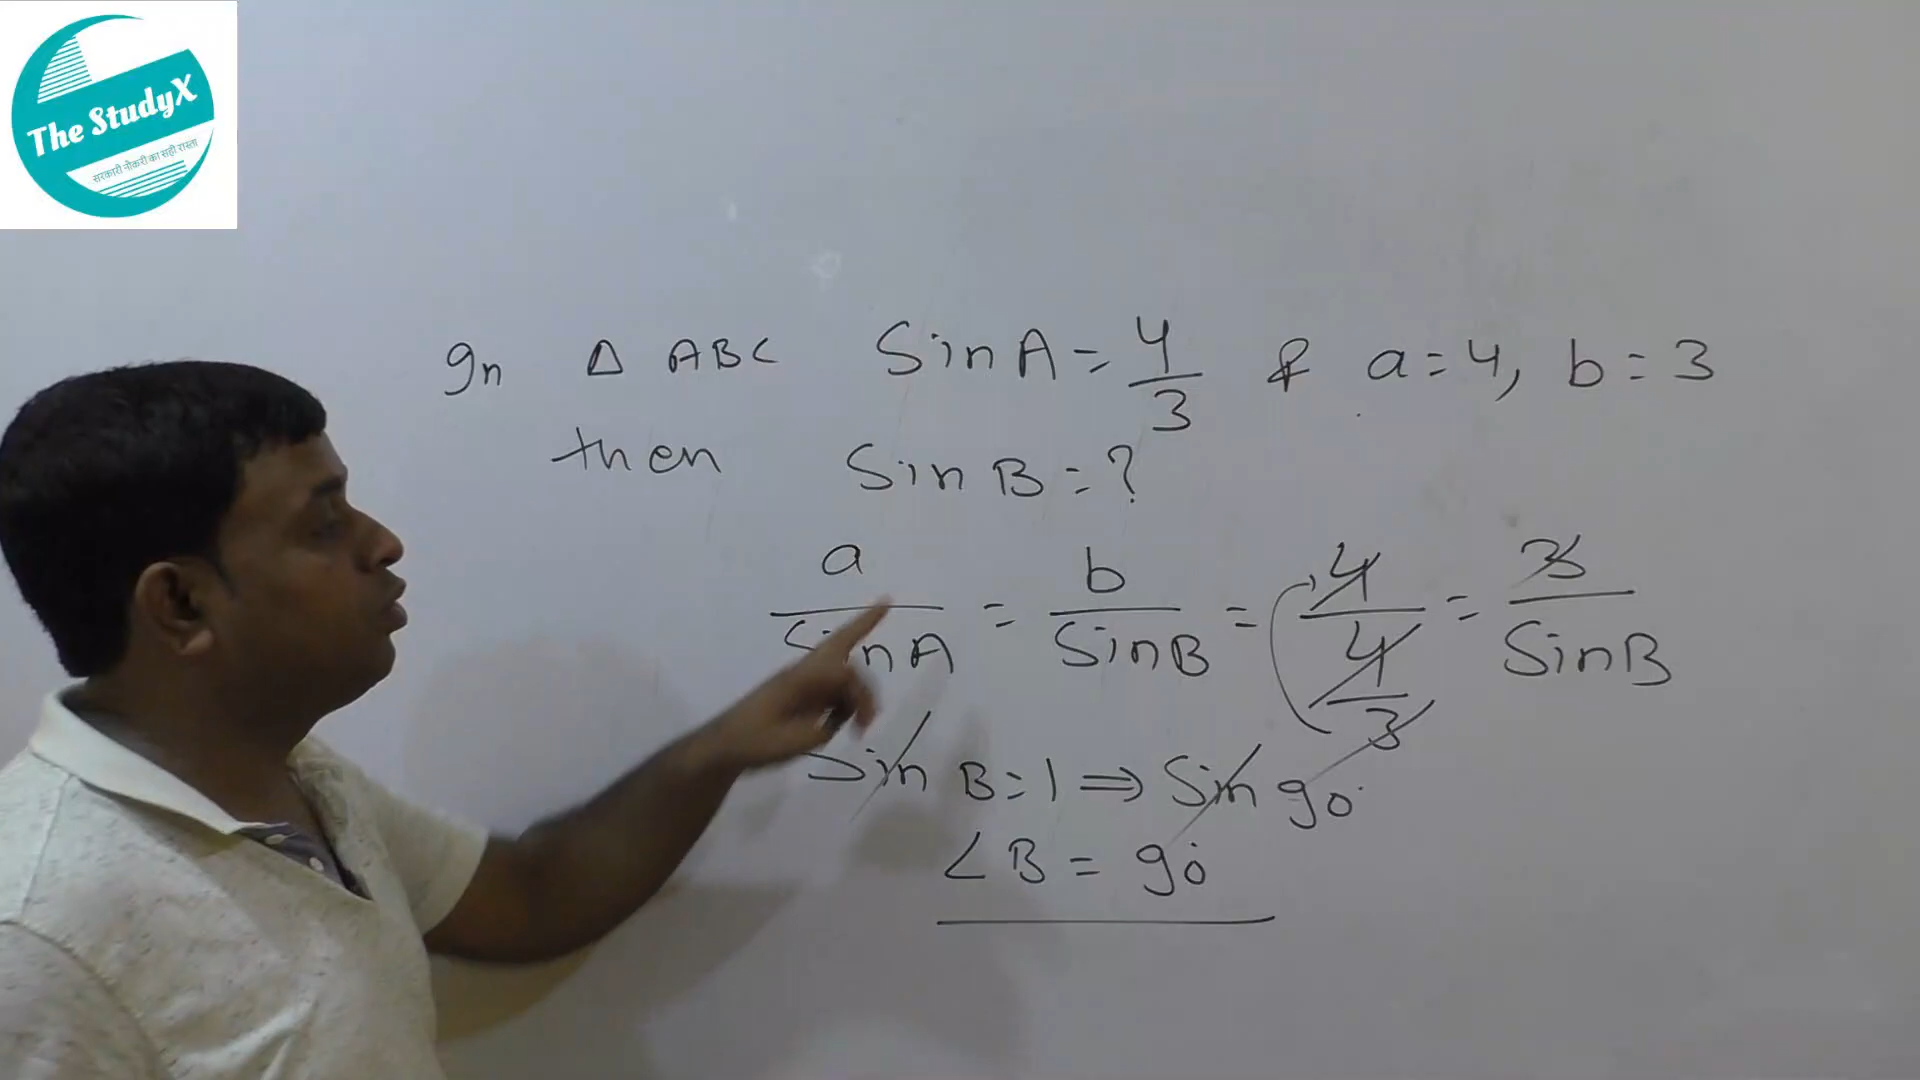 The StudyX
सरकारी नौकरी का सही रास्ता
In Δ ABC Sin A = 4/3 & a = 4, b = 3
then Sin B = ?
a/Sin A = b/Sin B = 4/(4/3) = 3/Sin B
Sin B = 1 ⇒ Sin 90°
∠B = 90°